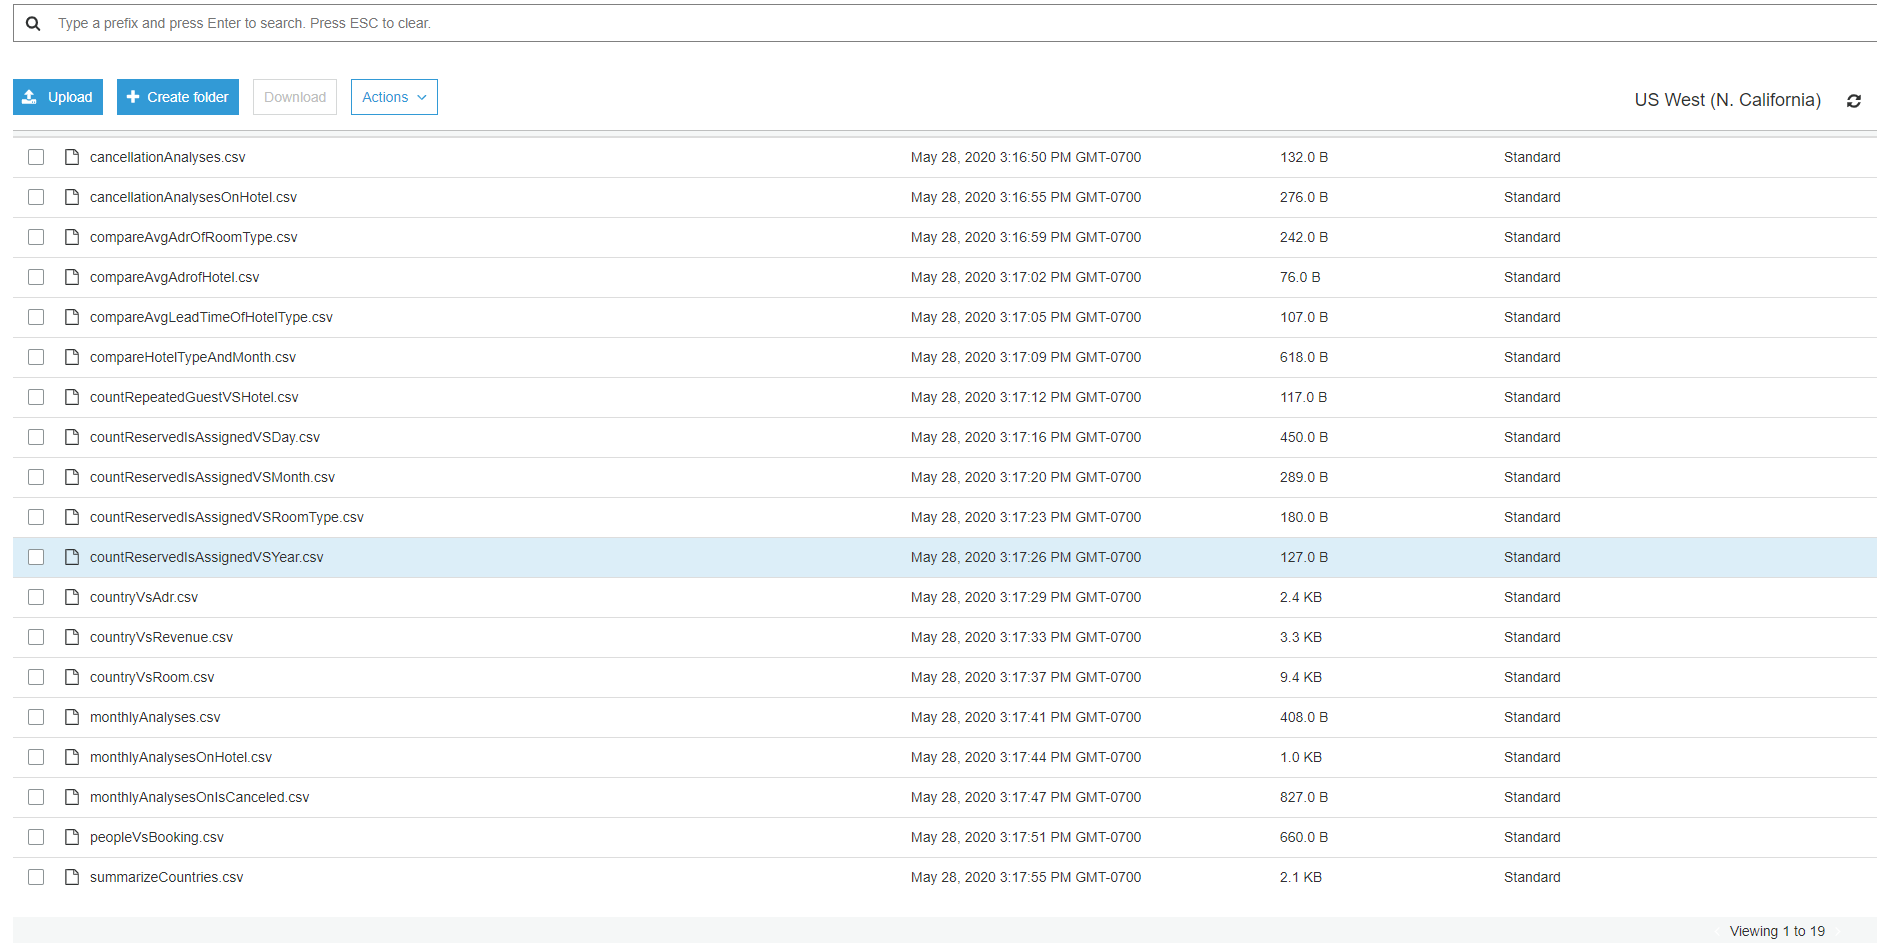 Type a prefix and press Enter to search. Press ESC to clear.
Upload Create folder Download Actions US West (N. California)
cancellationAnalyses.csv May 28, 2020 3:16:50 PM GMT-0700 132.0 B Standard
cancellationAnalysesOnHotel.csv May 28, 2020 3:16:55 PM GMT-0700 276.0 B Standard
compareAvgAdrOfRoomType.csv May 28, 2020 3:16:59 PM GMT-0700 242.0 B Standard
compareAvgAdrofHotel.csv May 28, 2020 3:17:02 PM GMT-0700 76.0 B Standard
compareAvgLeadTimeOfHotelType.csv May 28, 2020 3:17:05 PM GMT-0700 107.0 B Standard
compareHotelTypeAndMonth.csv May 28, 2020 3:17:09 PM GMT-0700 618.0 B Standard
countRepeatedGuestVSHotel.csv May 28, 2020 3:17:12 PM GMT-0700 117.0 B Standard
countReservedIsAssignedVSDay.csv May 28, 2020 3:17:16 PM GMT-0700 450.0 B Standard
countReservedIsAssignedVSMonth.csv May 28, 2020 3:17:20 PM GMT-0700 289.0 B Standard
countReservedIsAssignedVSRoomType.csv May 28, 2020 3:17:23 PM GMT-0700 180.0 B Standard
countReservedIsAssignedVSYear.csv May 28, 2020 3:17:26 PM GMT-0700 127.0 B Standard
countryVsAdr.csv May 28, 2020 3:17:29 PM GMT-0700 2.4 KB Standard
countryVsRevenue.csv May 28, 2020 3:17:33 PM GMT-0700 3.3 KB Standard
countryVsRoom.csv May 28, 2020 3:17:37 PM GMT-0700 9.4 KB Standard
monthlyAnalyses.csv May 28, 2020 3:17:41 PM GMT-0700 408.0 B Standard
monthlyAnalysesOnHotel.csv May 28, 2020 3:17:44 PM GMT-0700 1.0 KB Standard
monthlyAnalysesOnIsCanceled.csv May 28, 2020 3:17:47 PM GMT-0700 827.0 B Standard
peopleVsBooking.csv May 28, 2020 3:17:51 PM GMT-0700 660.0 B Standard
summarizeCountries.csv May 28, 2020 3:17:55 PM GMT-0700 2.1 KB Standard
Viewing 1 to 19